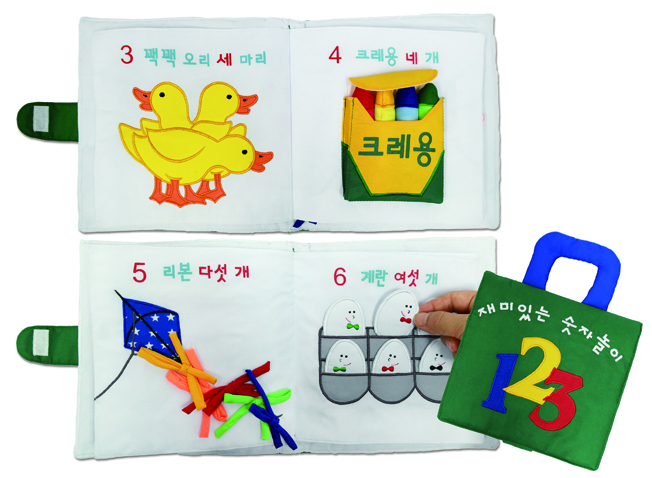 3 꽥꽥 오리 세 마리
4 크레용 네 개
크레용
5 리본 다섯 개
6 계란 여섯 개
재미있는 숫자놀이
123